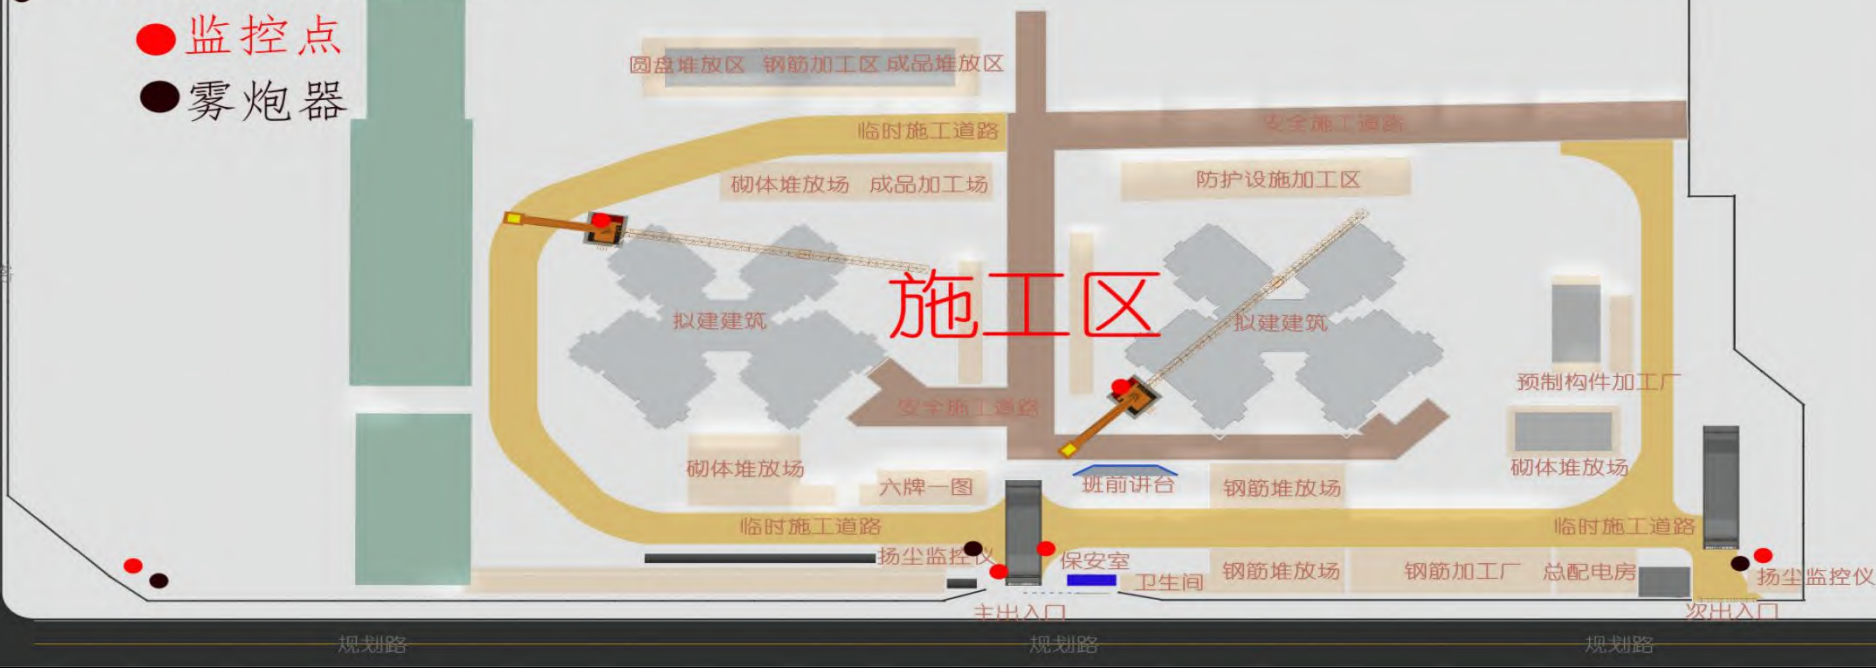 监控点
雾炮器
圆盘堆放区 钢筋加工区 成品堆放区
临时施工道路
安全施工道路
砌体堆放场 成品加工场
防护设施加工区
施工区
拟建建筑
拟建建筑
预制构件加工厂
安全施工道路
砌体堆放场
砌体堆放场
六牌一图
班前讲台
钢筋堆放场
临时施工道路
临时施工道路
扬尘监控仪
保安室
卫生间
钢筋堆放场
钢筋加工厂
总配电房
扬尘监控仪
主出入口
次出入口
规划路
规划路
规划路